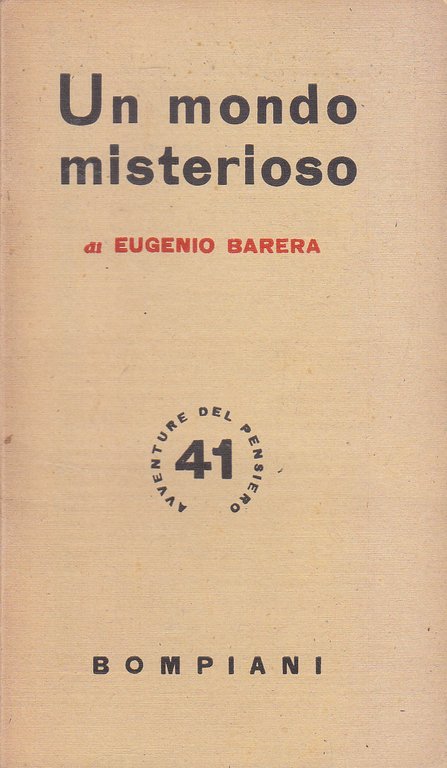 Un mondo
misterioso
di EUGENIO BARERA
AVVENTURE DEL PENSIERO
41
BOMPIANI